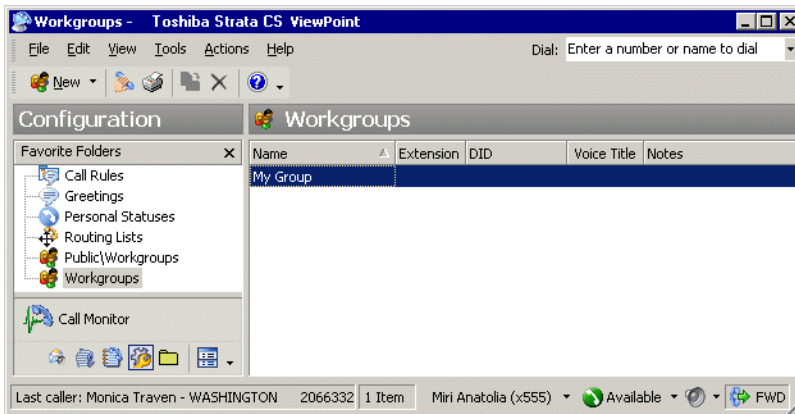 Workgroups - Toshiba Strata CS ViewPoint
File Edit View Tools Actions Help Dial: Enter a number or name to dial
New
Configuration Workgroups
Favorite Folders Name Extension DID Voice Title Notes
Call Rules My Group
Greetings
Personal Statuses
Routing Lists
Public\Workgroups
Workgroups
Call Monitor
Last caller: Monica Traven - WASHINGTON 2066332 1 Item Miri Anatolia (x555) Available FWD